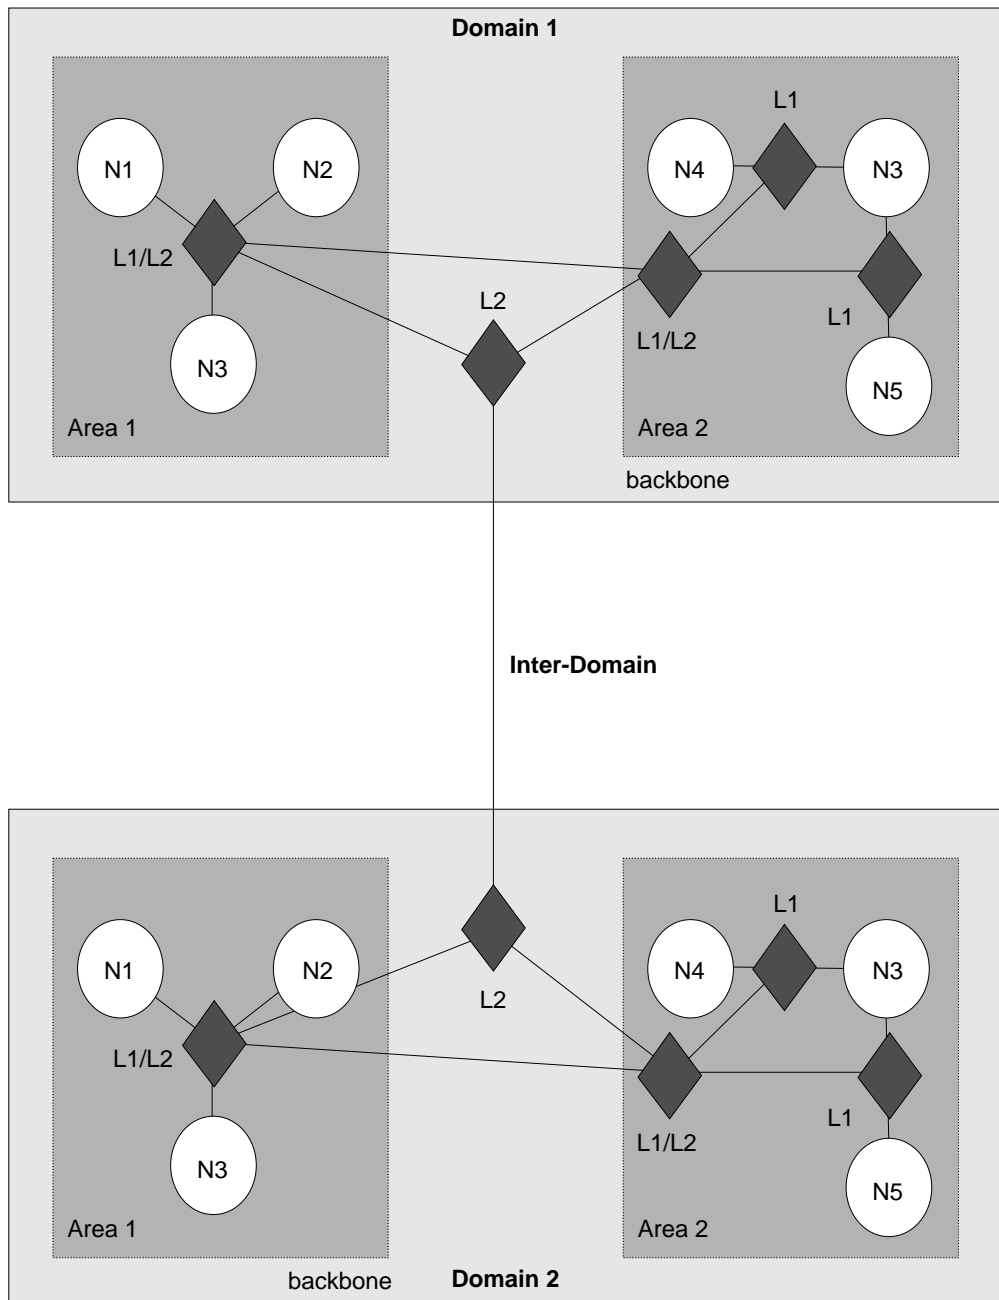 Domain 1
L1
N1
N2
N4
N3
L1/L2
L2
L1
L1/L2
N3
N5
Area 1
Area 2
backbone
Inter-Domain
L1
N1
N2
N4
N3
L2
L1/L2
L1
L1/L2
N3
N5
Area 1
Area 2
backbone
Domain 2